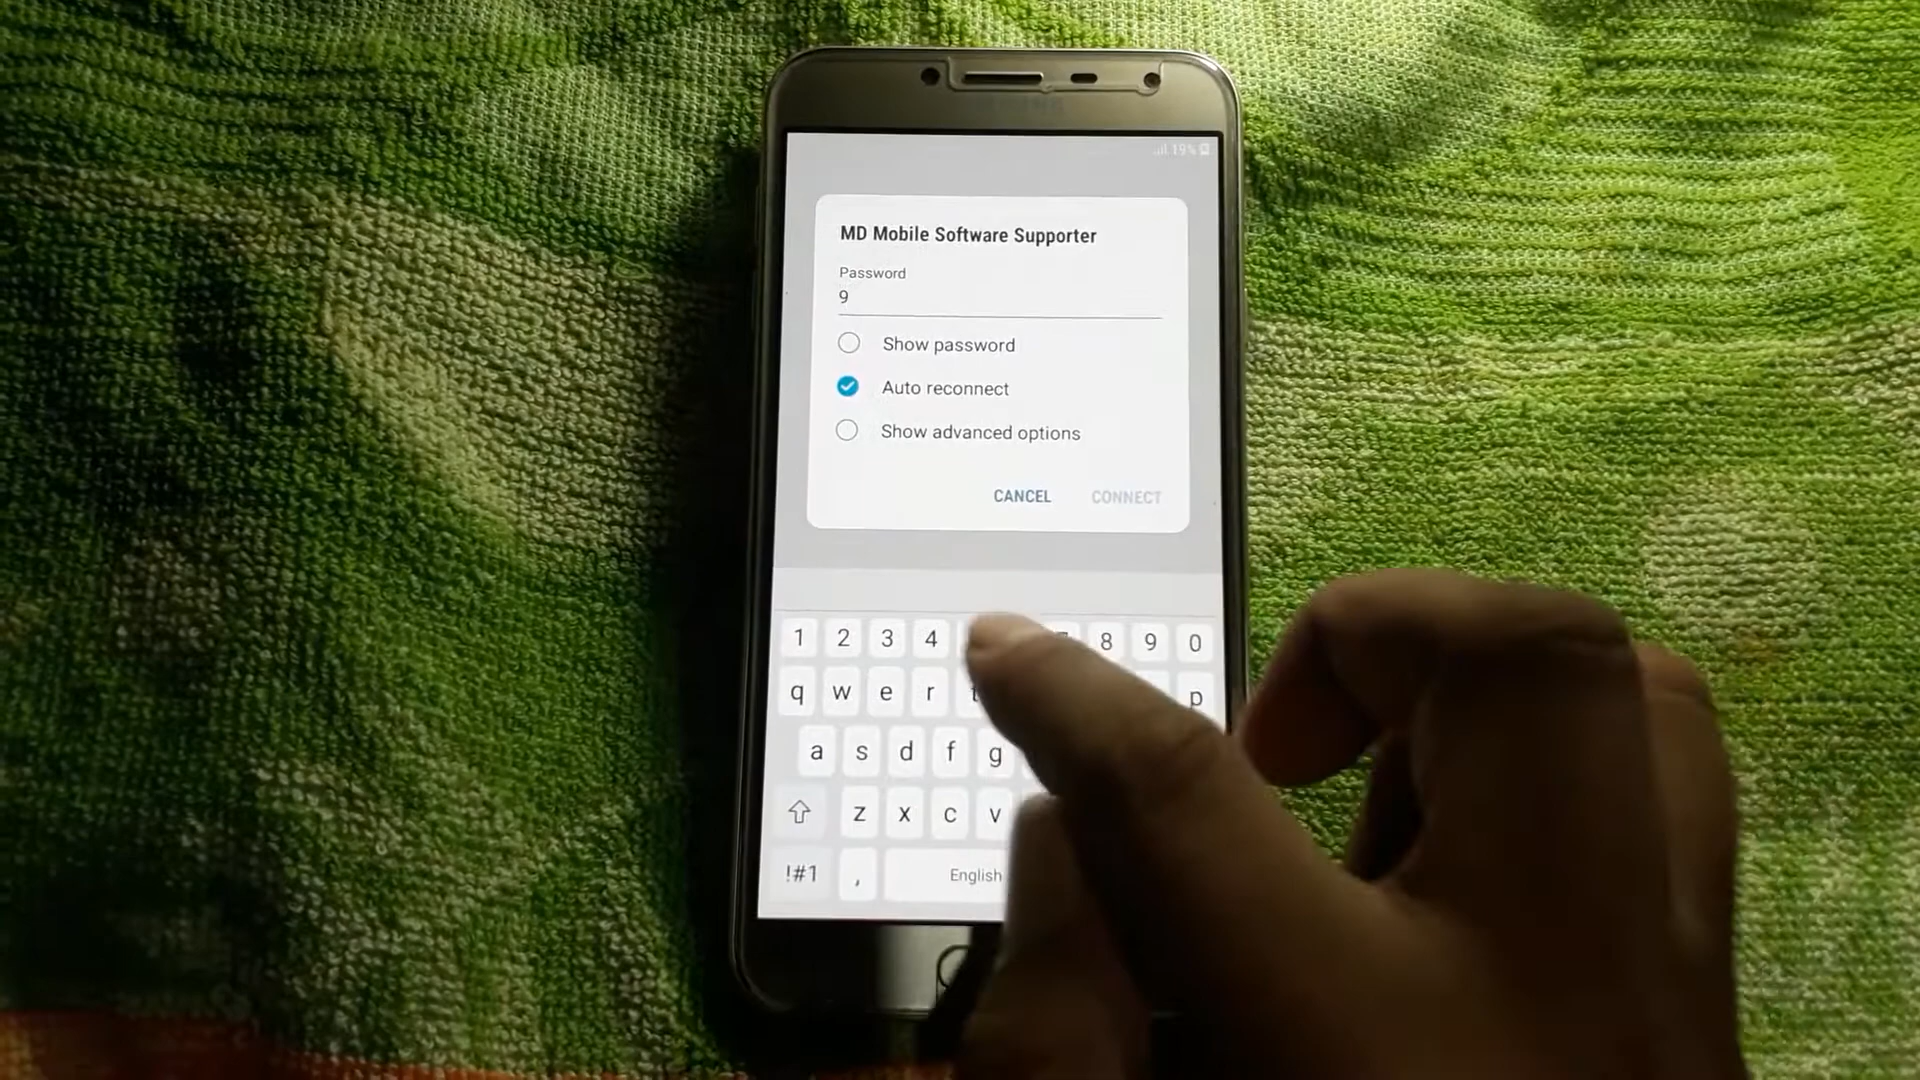 19%
MD Mobile Software Supporter
Password
9
Show password
Auto reconnect
Show advanced options
CANCEL CONNECT
1 2 3 4 7 8 9 0
q w e r t p
a s d f g
z x c v
!#1 , English